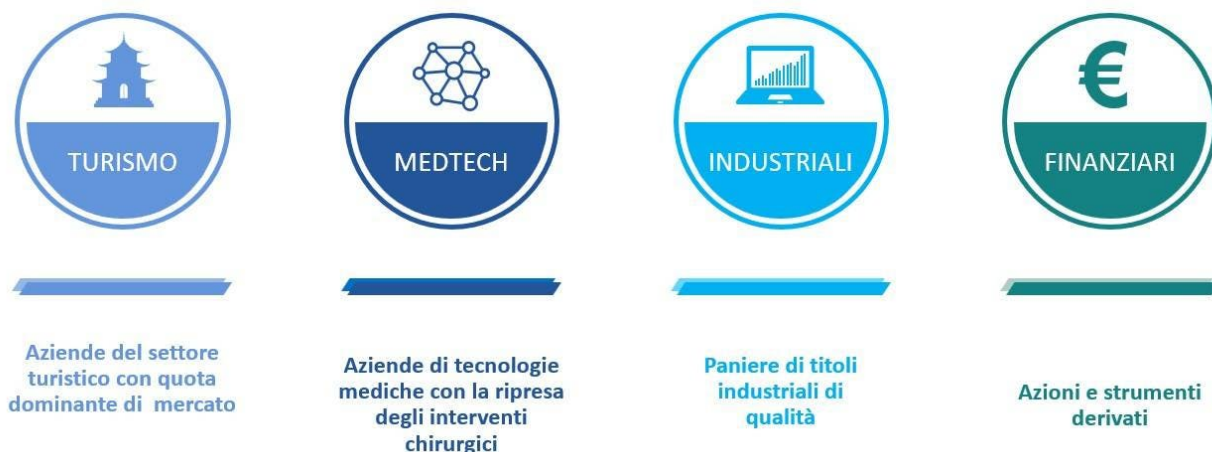 TURISMO
MEDTECH
INDUSTRIALI
€
FINANZIARI
Aziende del settore
turistico con quota
dominante di mercato
Aziende di tecnologie
mediche con la ripresa
degli interventi
chirurgici
Paniere di titoli
industriali di
qualità
Azioni e strumenti
derivati